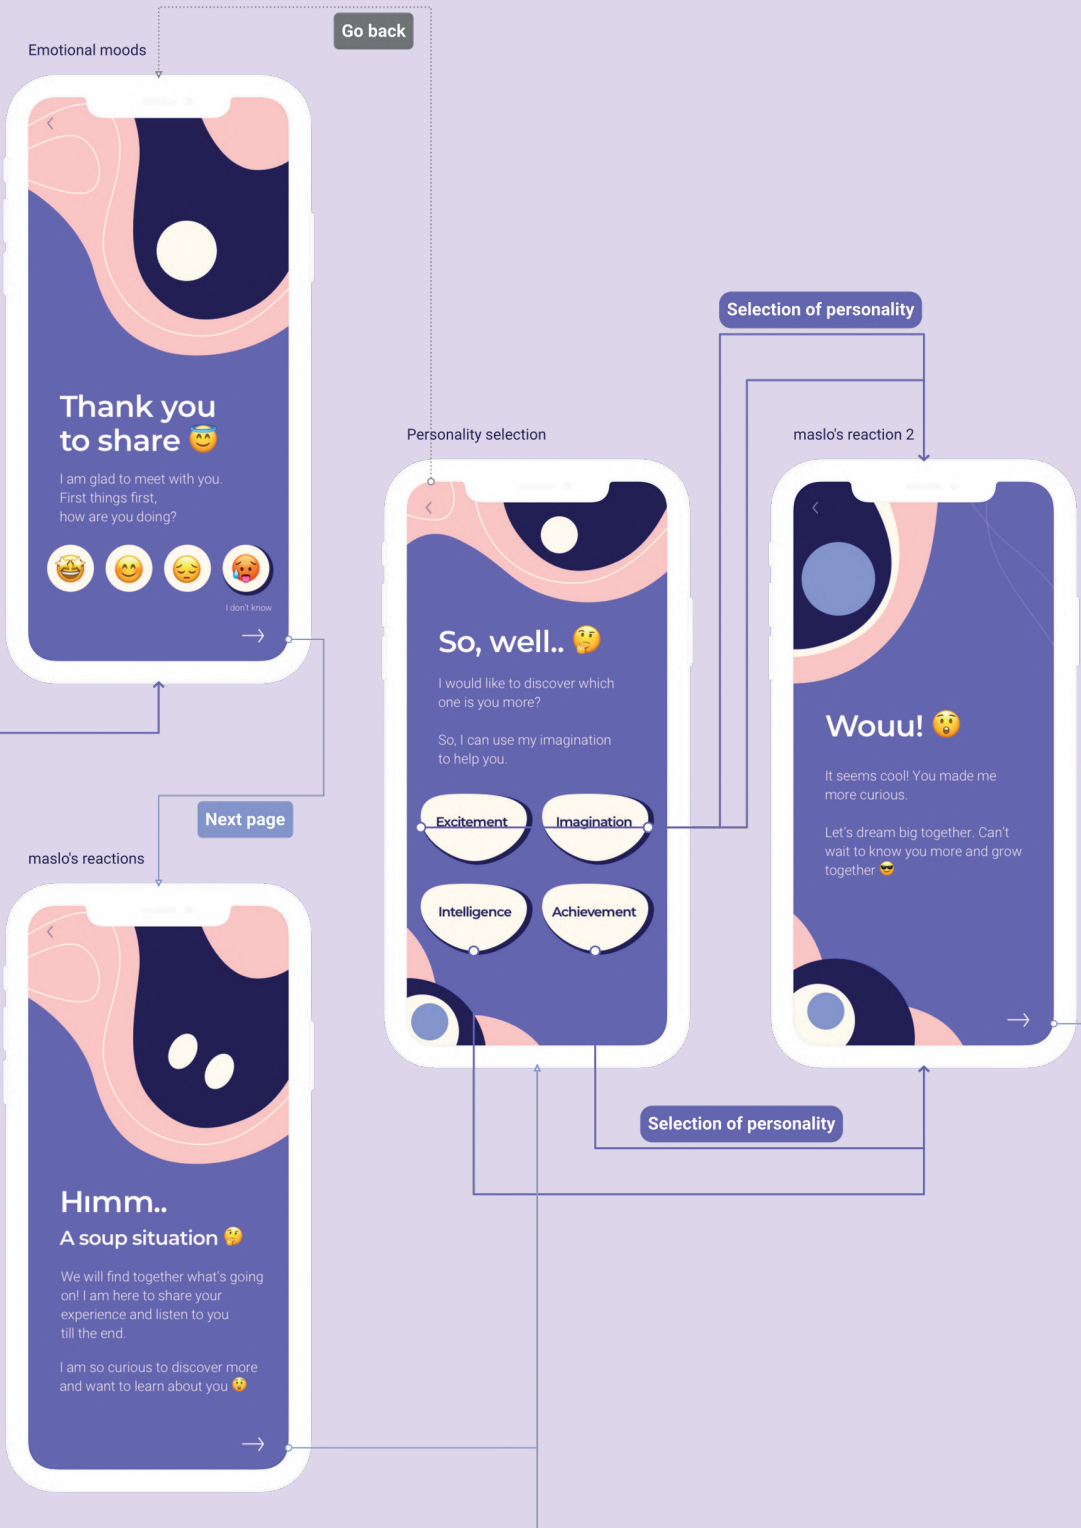 Go back
Emotional moods
Thank you
to share 😇
I am glad to meet with you.
First things first,
how are you doing?
I don't know
Next page
maslo's reactions
Hımm..
A soup situation 🤔
We will find together what's going
on! I am here to share your
experience and listen to you
till the end.
I am so curious to discover more
and want to learn about you 😲
Personality selection
So, well.. 🤔
I would like to discover which
one is you more?
So, I can use my imagination
to help you.
Excitement
Imagination
Intelligence
Achievement
Selection of personality
Selection of personality
maslo's reaction 2
Wouu! 😲
It seems cool! You made me
more curious.
Let's dream big together. Can't
wait to know you more and grow
together 😎